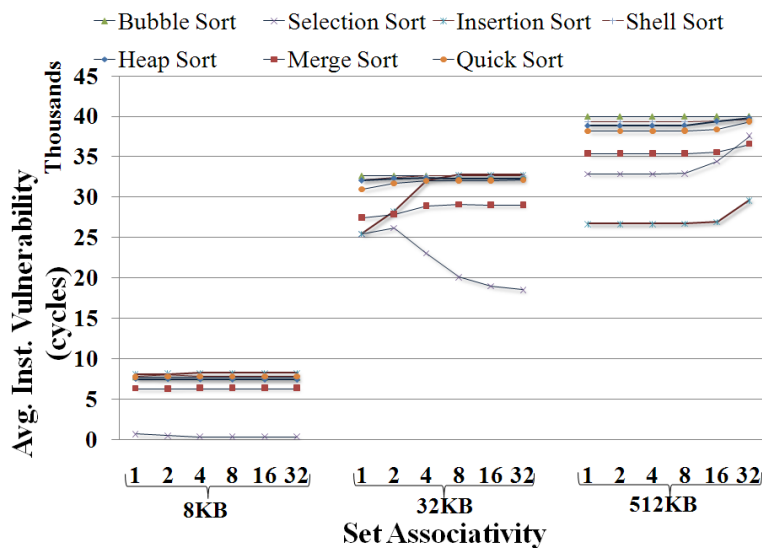 Bubble Sort Selection Sort Insertion Sort Shell Sort
Heap Sort Merge Sort Quick Sort
Avg. Inst. Vulnerability
(cycles)
Thousands
45
40
35
30
25
20
15
10
5
0
1 2 4 8 16 32 1 2 4 8 16 32 1 2 4 8 16 32
8KB 32KB 512KB
Set Associativity